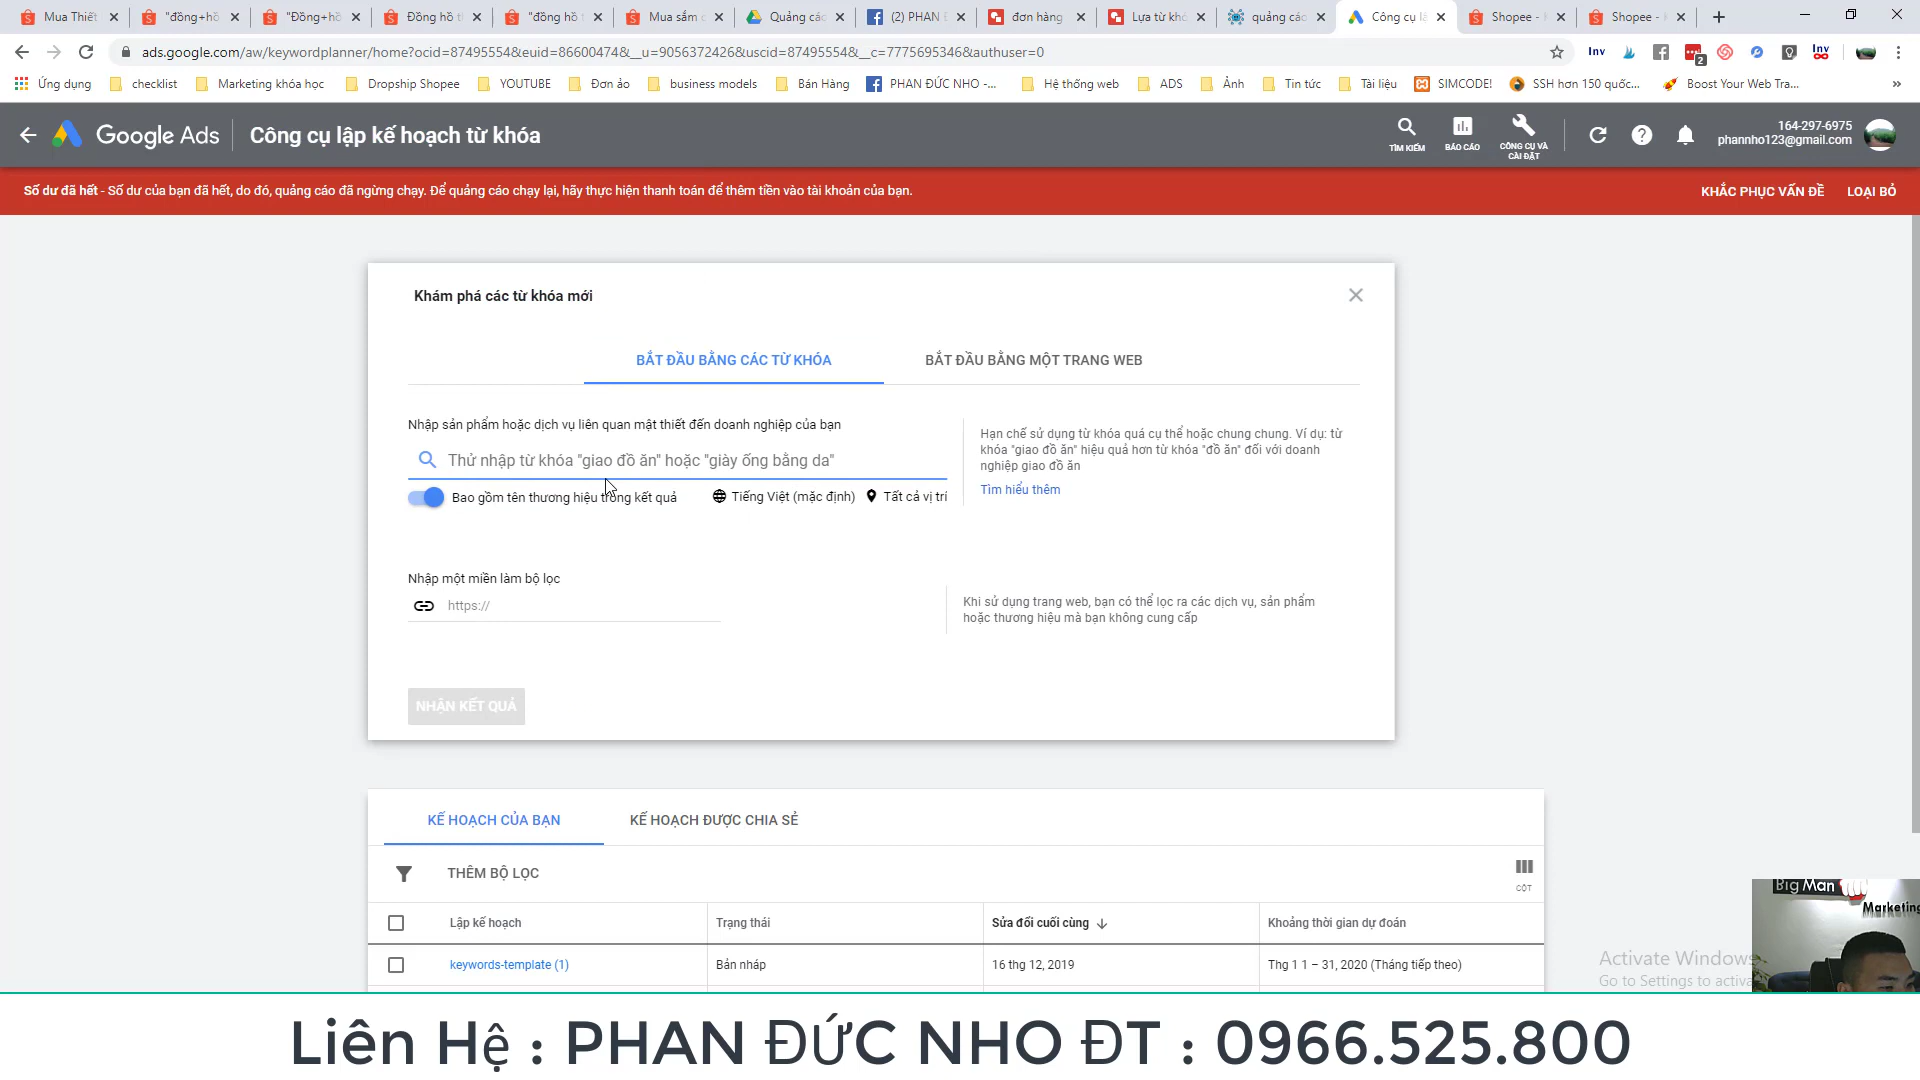 Mua Thiết
"đồng+hồ
"Đồng+hồ
Đồng hồ t
"đồng hồ
Mua sắm
Quảng cáo
(2) PHAN
đơn hàng
Lựa từ kh
quảng cáo
Công cụ l
Shopee -
Shopee -
ads.google.com/aw/keywordplanner/home?ocid=87495554&euid=86600474&__u=9056372426&uscid=87495554&__c=7775695346&authuser=0
Inv
2
Inv
Ứng dụng
checklist
Marketing khóa học
Dropship Shopee
YOUTUBE
Đơn ảo
business models
Bán Hàng
PHAN ĐỨC NHO -...
Hệ thống web
ADS
Ảnh
Tin tức
Tài liệu
SIMCODE!
SSH hơn 150 quốc...
Boost Your Web Tra...
Google Ads
Công cụ lập kế hoạch từ khóa
TÌM KIẾM
BÁO CÁO
CÔNG CỤ VÀ
CÀI ĐẶT
164-297-6975
phannho123@gmail.com
Số dư đã hết - Số dư của bạn đã hết, do đó, quảng cáo đã ngừng chạy. Để quảng cáo chạy lại, hãy thực hiện thanh toán để thêm tiền vào tài khoản của bạn.
KHẮC PHỤC VẤN ĐỀ
LOẠI BỎ
Khám phá các từ khóa mới
BẮT ĐẦU BẰNG CÁC TỪ KHÓA
BẮT ĐẦU BẰNG MỘT TRANG WEB
Nhập sản phẩm hoặc dịch vụ liên quan mật thiết đến doanh nghiệp của bạn
Thử nhập từ khóa "giao đồ ăn" hoặc "giày ống bằng da"
Bao gồm tên thương hiệu trong kết quả
Tiếng Việt (mặc định)
Tất cả vị trí
Hạn chế sử dụng từ khóa quá cụ thể hoặc chung chung. Ví dụ: từ
khóa "giao đồ ăn" hiệu quả hơn từ khóa "đồ ăn" đối với doanh
nghiệp giao đồ ăn
Tìm hiểu thêm
Nhập một miền làm bộ lọc
https://
Khi sử dụng trang web, bạn có thể lọc ra các dịch vụ, sản phẩm
hoặc thương hiệu mà bạn không cung cấp
NHẬN KẾT QUẢ
KẾ HOẠCH CỦA BẠN
KẾ HOẠCH ĐƯỢC CHIA SẺ
THÊM BỘ LỌC
CỘT
Lập kế hoạch
Trạng thái
Sửa đổi cuối cùng
Khoảng thời gian dự đoán
keywords-template (1)
Bản nháp
16 thg 12, 2019
Thg 1 1 – 31, 2020 (Tháng tiếp theo)
Big Man
Marketing
Activate Windows
Go to Settings to activa
Liên Hệ : PHAN ĐỨC NHO ĐT : 0966.525.800